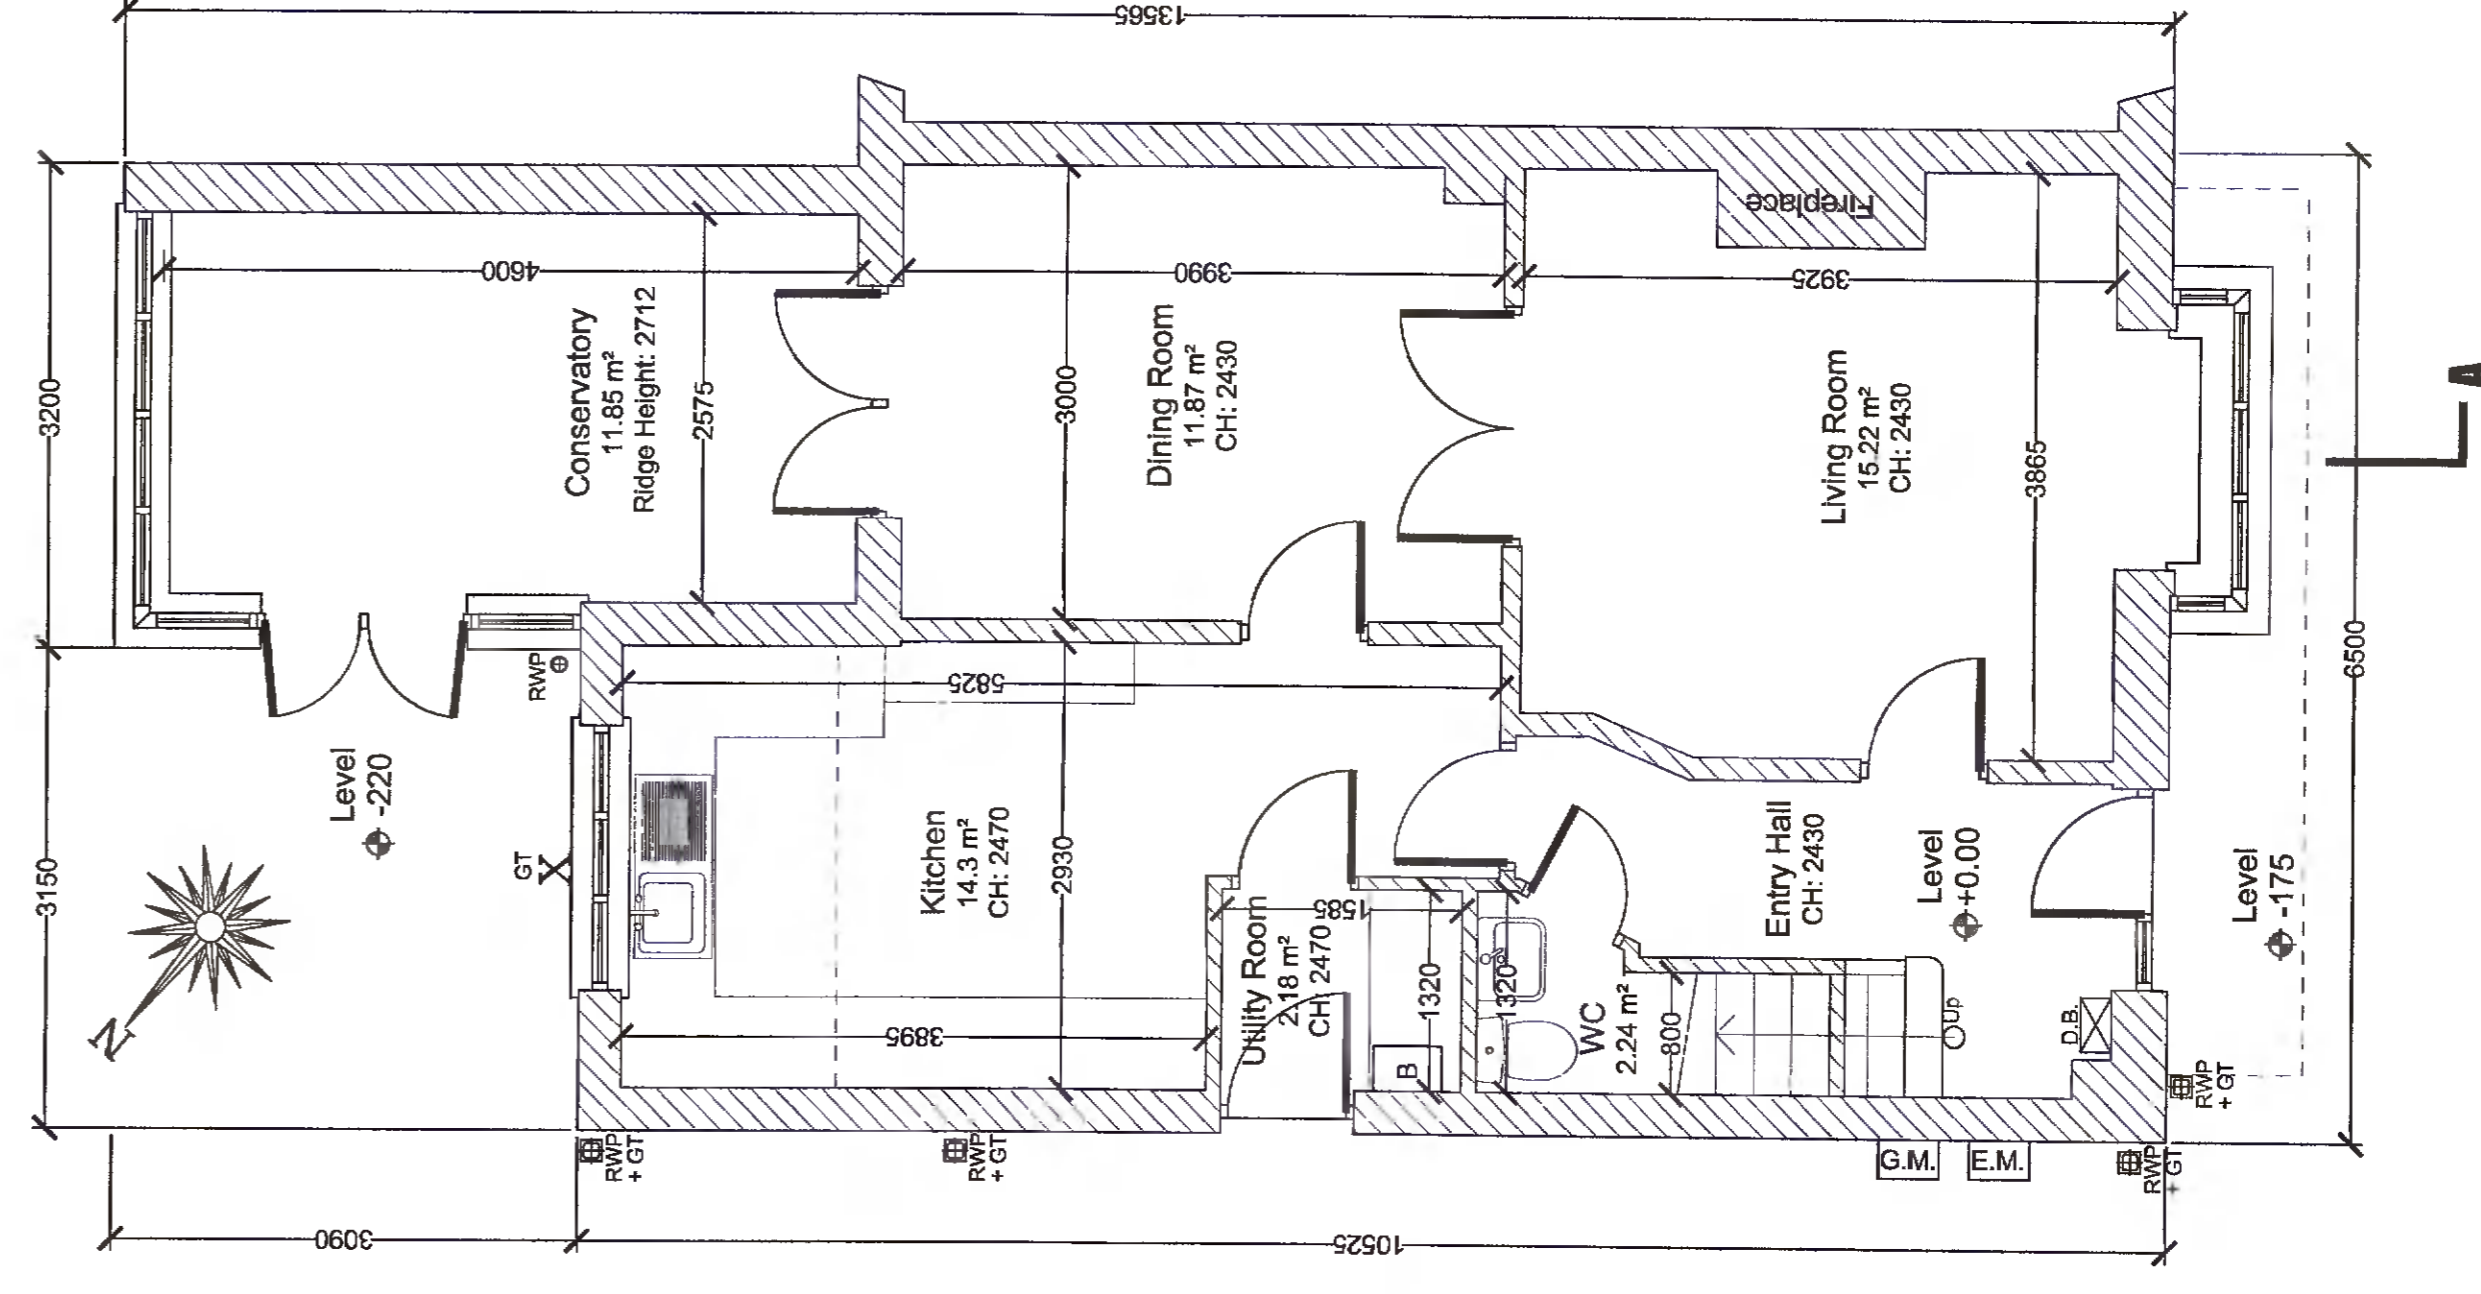 13565
3200
3150
3090
10525
6500
4600
3990
3925
Fireplace
Conservatory
11.85 m²
Ridge Height: 2712
2575
3000
Dining Room
11.87 m²
CH: 2430
Living Room
15.22 m²
CH: 2430
3865
A
RWP
5825
Level
-220
GT
Kitchen
14.3 m²
CH: 2470
2930
3895
Utility Room
2.18 m²
CH: 2470
1585
1320
B
1320
WC
2.24 m²
800
Entry Hall
CH: 2430
Level
+0.00
Up
D.B.
Level
-175
RWP
+ GT
RWP
+ GT
RWP
+ GT
RWP
+ GT
G.M.
E.M.
N